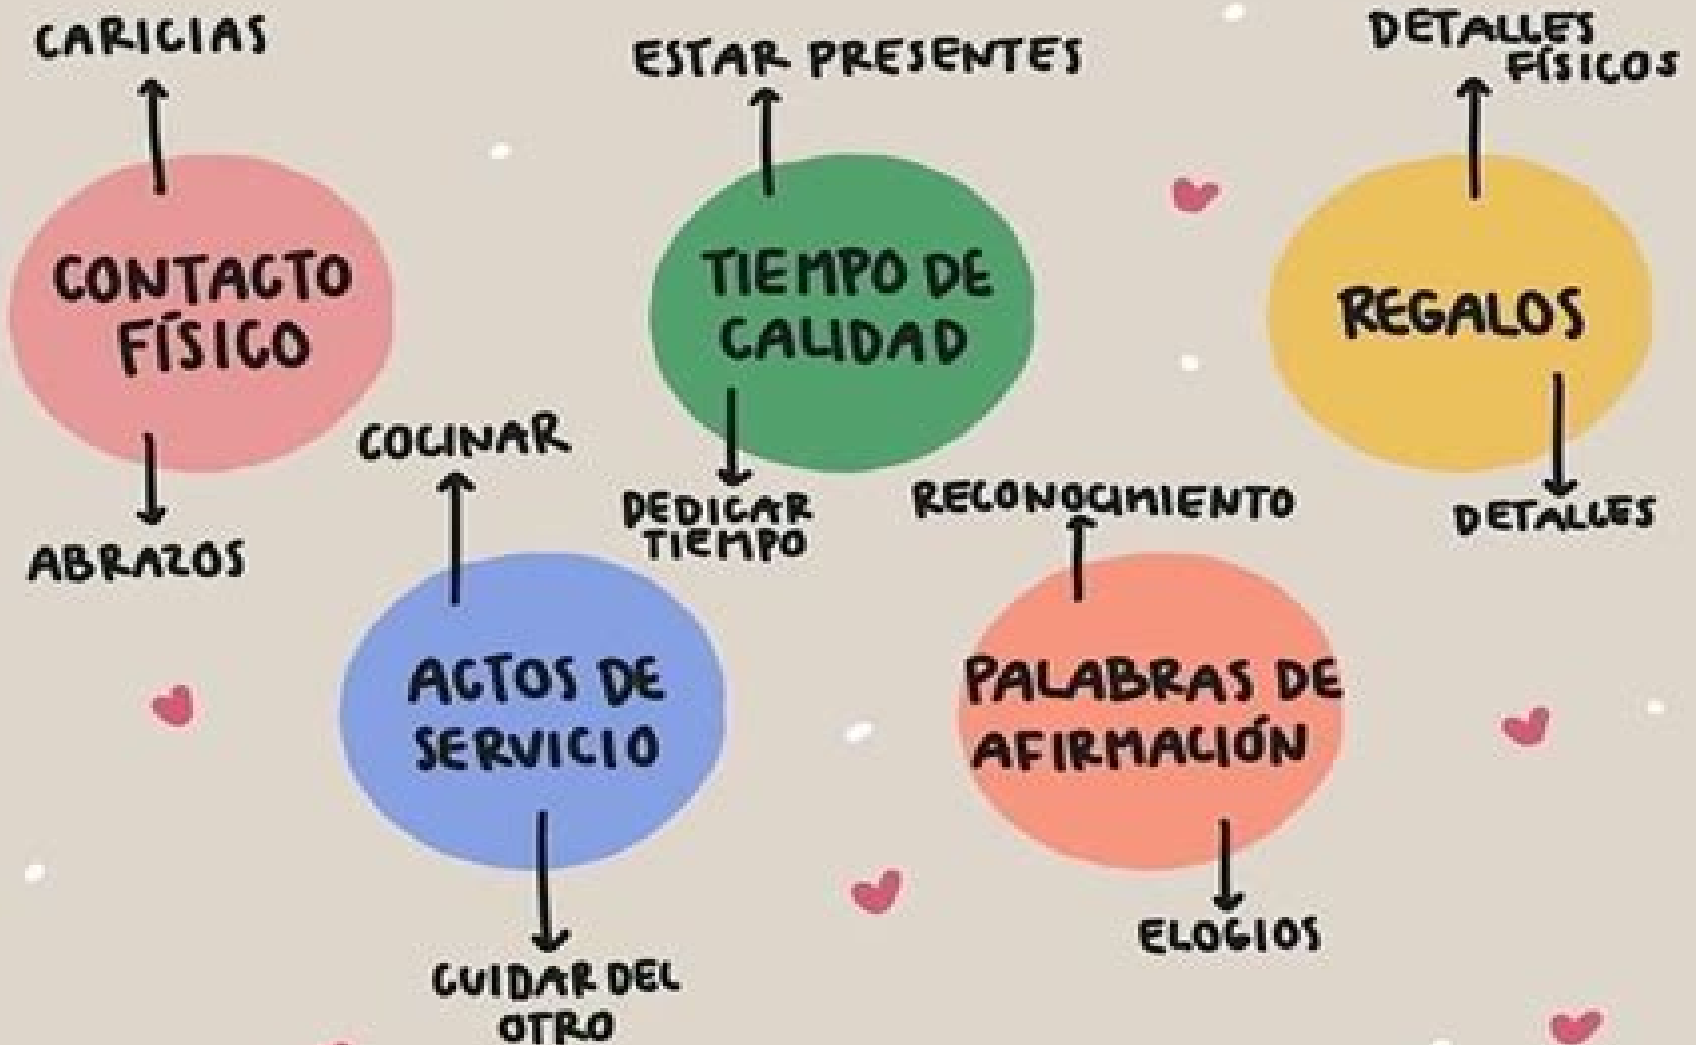 CARICIAS
CONTACTO
FÍSICO
ABRAZOS
ESTAR PRESENTES
TIEMPO DE
CALIDAD
DEDICAR
TIEMPO
DETALLES
FÍSICOS
REGALOS
DETALLES
COCINAR
ACTOS DE
SERVICIO
CUIDAR DEL
OTRO
RECONOCIMIENTO
PALABRAS DE
AFIRMACIÓN
ELOGIOS